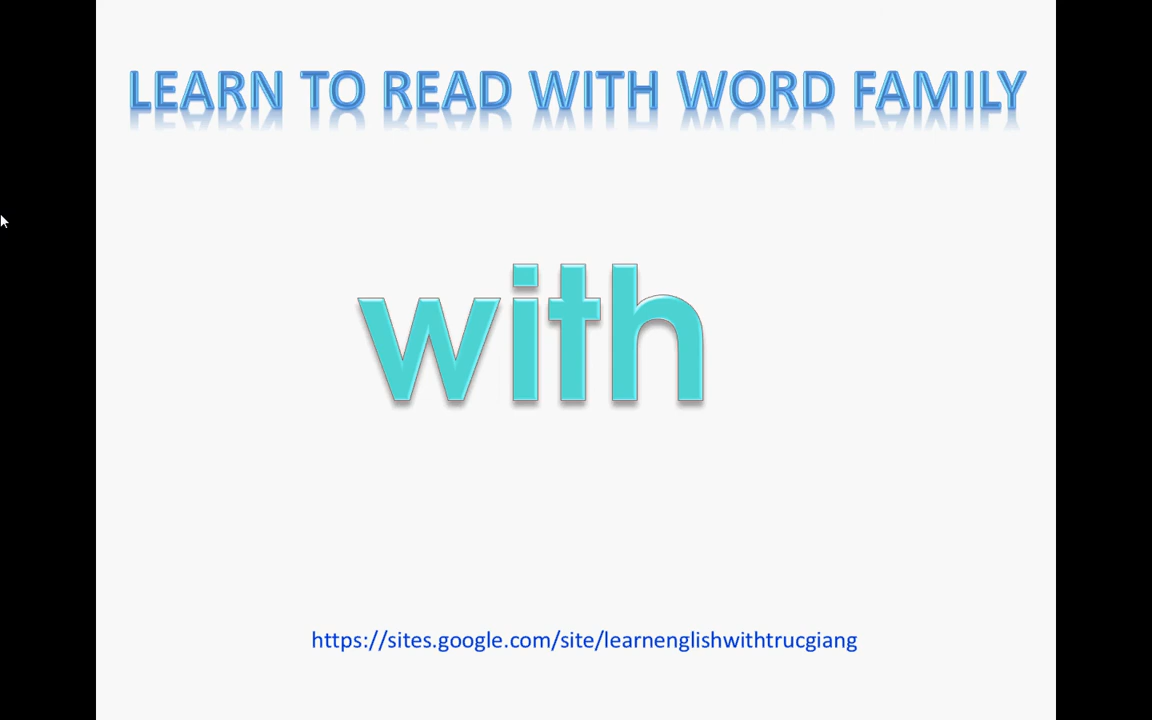 LEARN TO READ WITH WORD FAMILY
with
https://sites.google.com/site/learnenglishwithtrucgiang